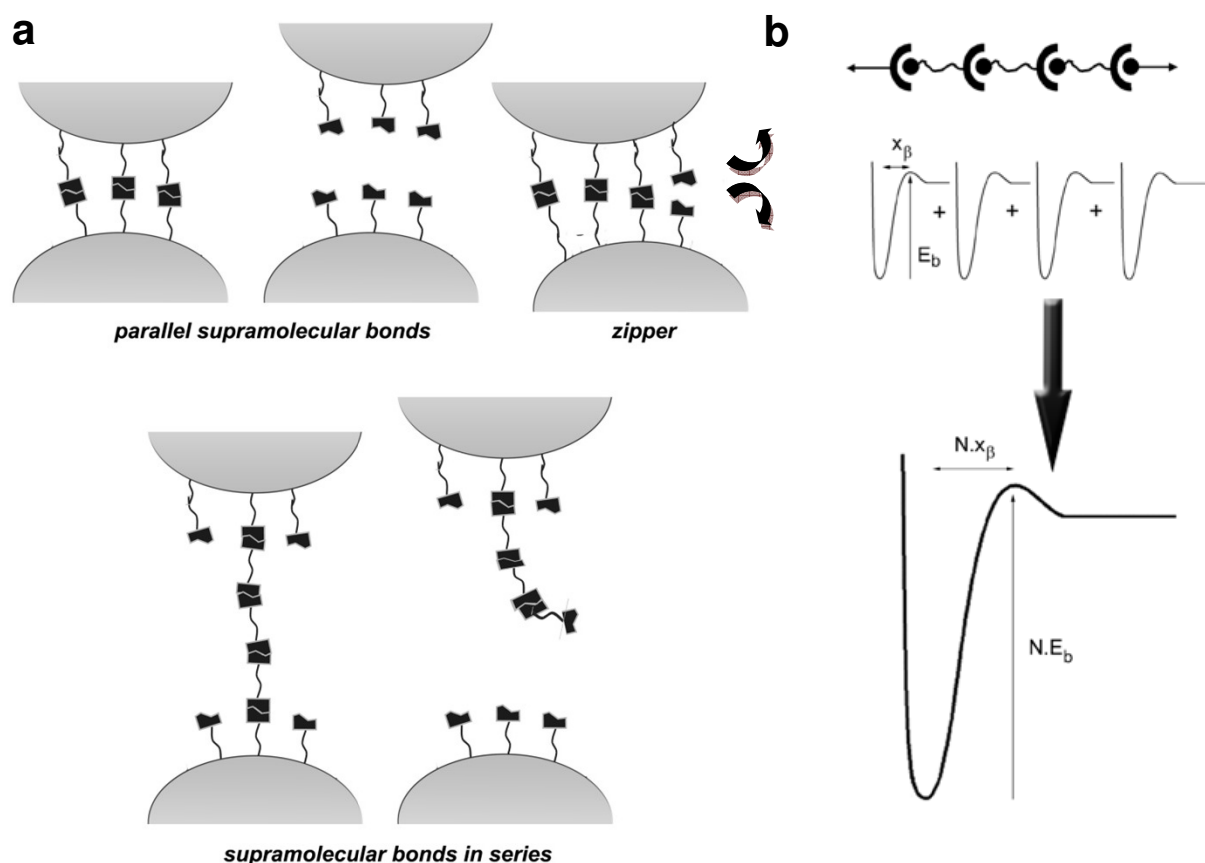 a
parallel supramolecular bonds
zipper
supramolecular bonds in series
b
xβ
+ + +
Eb
N.xβ
N.Eb